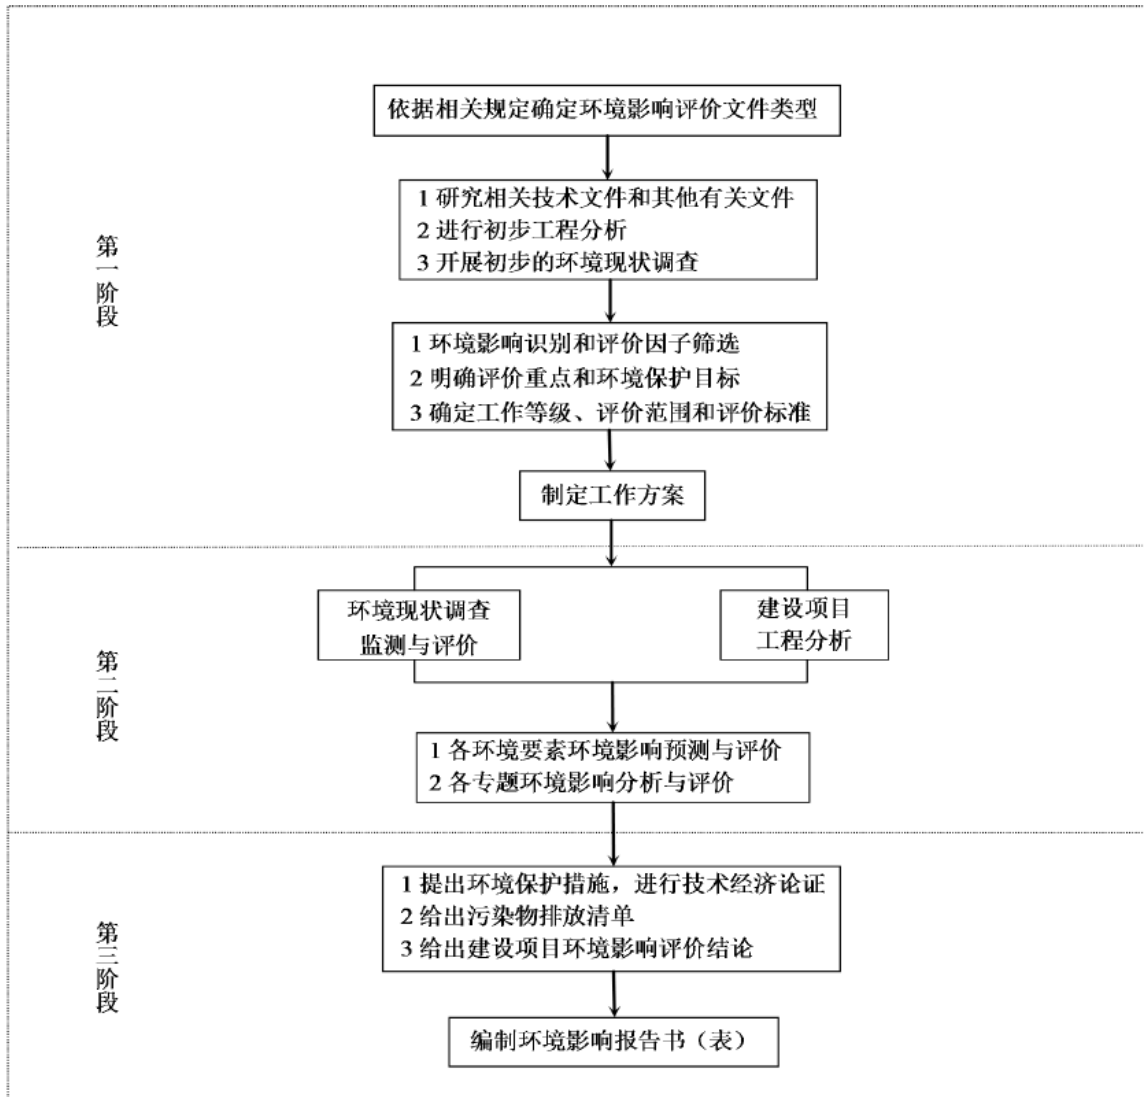 依据相关规定确定环境影响评价文件类型
第一阶段
1 研究相关技术文件和其他有关文件
2 进行初步工程分析
3 开展初步的环境现状调查
1 环境影响识别和评价因子筛选
2 明确评价重点和环境保护目标
3 确定工作等级、评价范围和评价标准
制定工作方案
第二阶段
环境现状调查
监测与评价
建设项目
工程分析
1 各环境要素环境影响预测与评价
2 各专题环境影响分析与评价
第三阶段
1 提出环境保护措施，进行技术经济论证
2 给出污染物排放清单
3 给出建设项目环境影响评价结论
编制环境影响报告书（表）